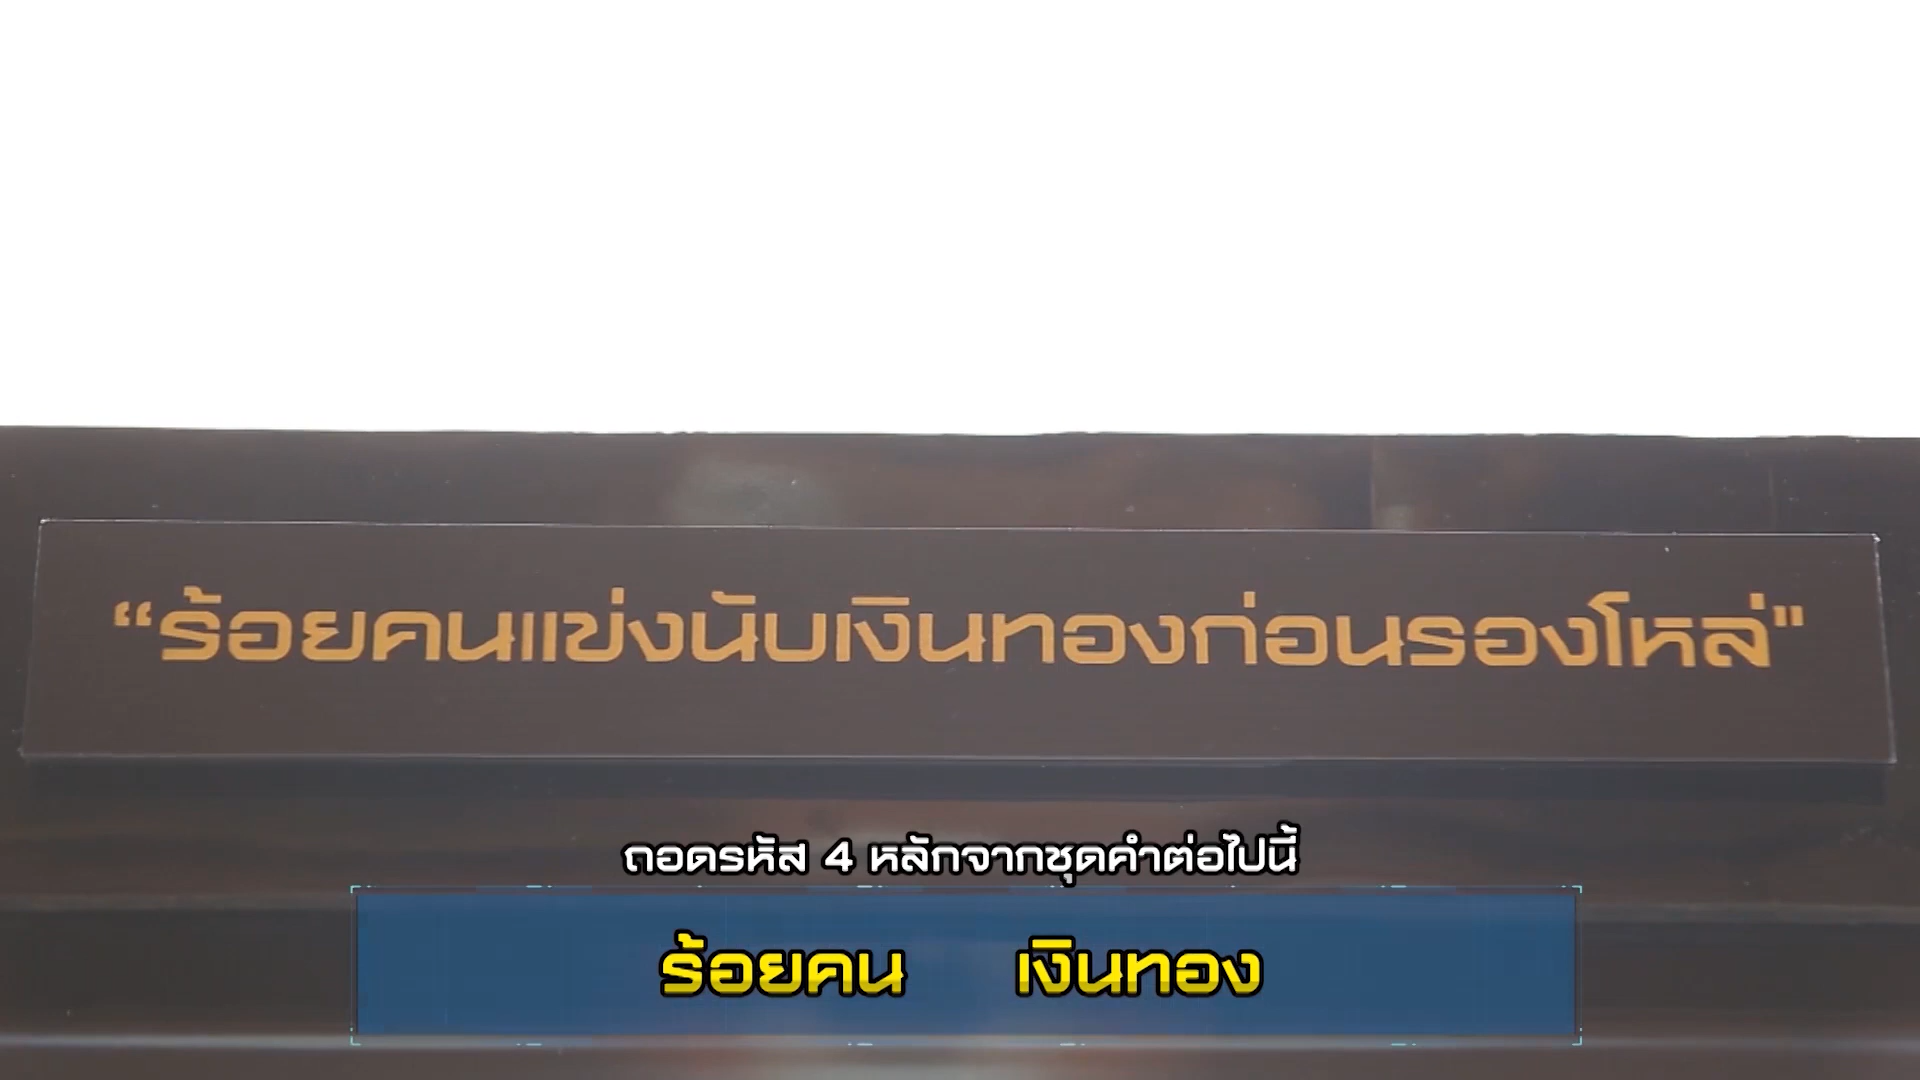 “ร้อยคนแข่งนับเงินทองก่อนรองโหล่"
ถอดรหัส 4 หลักจากชุดคำต่อไปนี้
ร้อยคน เงินทอง